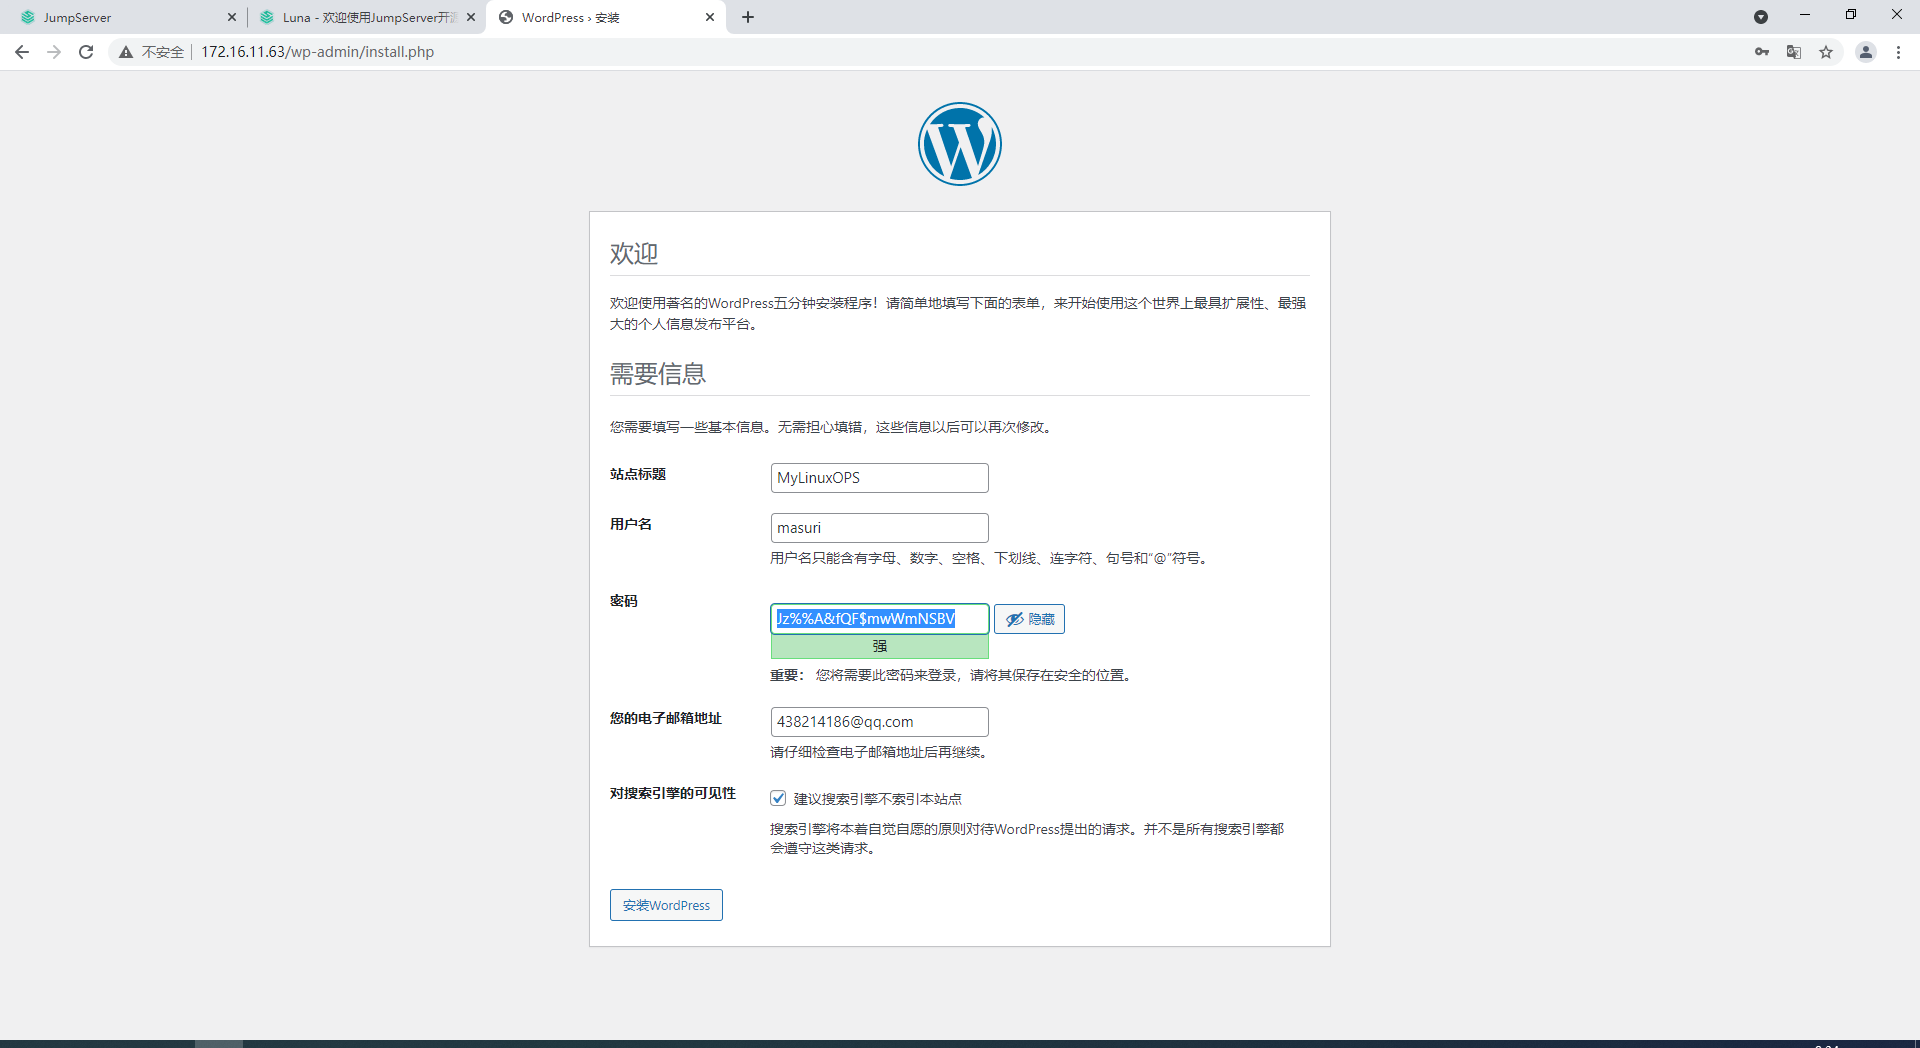 JumpServer
Luna - 欢迎使用JumpServer开源
WordPress › 安装
不安全
172.16.11.63/wp-admin/install.php
欢迎
欢迎使用著名的WordPress五分钟安装程序！请简单地填写下面的表单，来开始使用这个世界上最具扩展性、最强
大的个人信息发布平台。
需要信息
您需要填写一些基本信息。无需担心填错，这些信息以后可以再次修改。
站点标题
MyLinuxOPS
用户名
masuri
用户名只能含有字母、数字、空格、下划线、连字符、句号和“@”符号。
密码
Jz%%A&fQF$mwWmNSBV
隐藏
强
重要： 您将需要此密码来登录，请将其保存在安全的位置。
您的电子邮箱地址
438214186@qq.com
请仔细检查电子邮箱地址后再继续。
对搜索引擎的可见性
建议搜索引擎不索引本站点
搜索引擎将本着自觉自愿的原则对待WordPress提出的请求。并不是所有搜索引擎都
会遵守这类请求。
安装WordPress